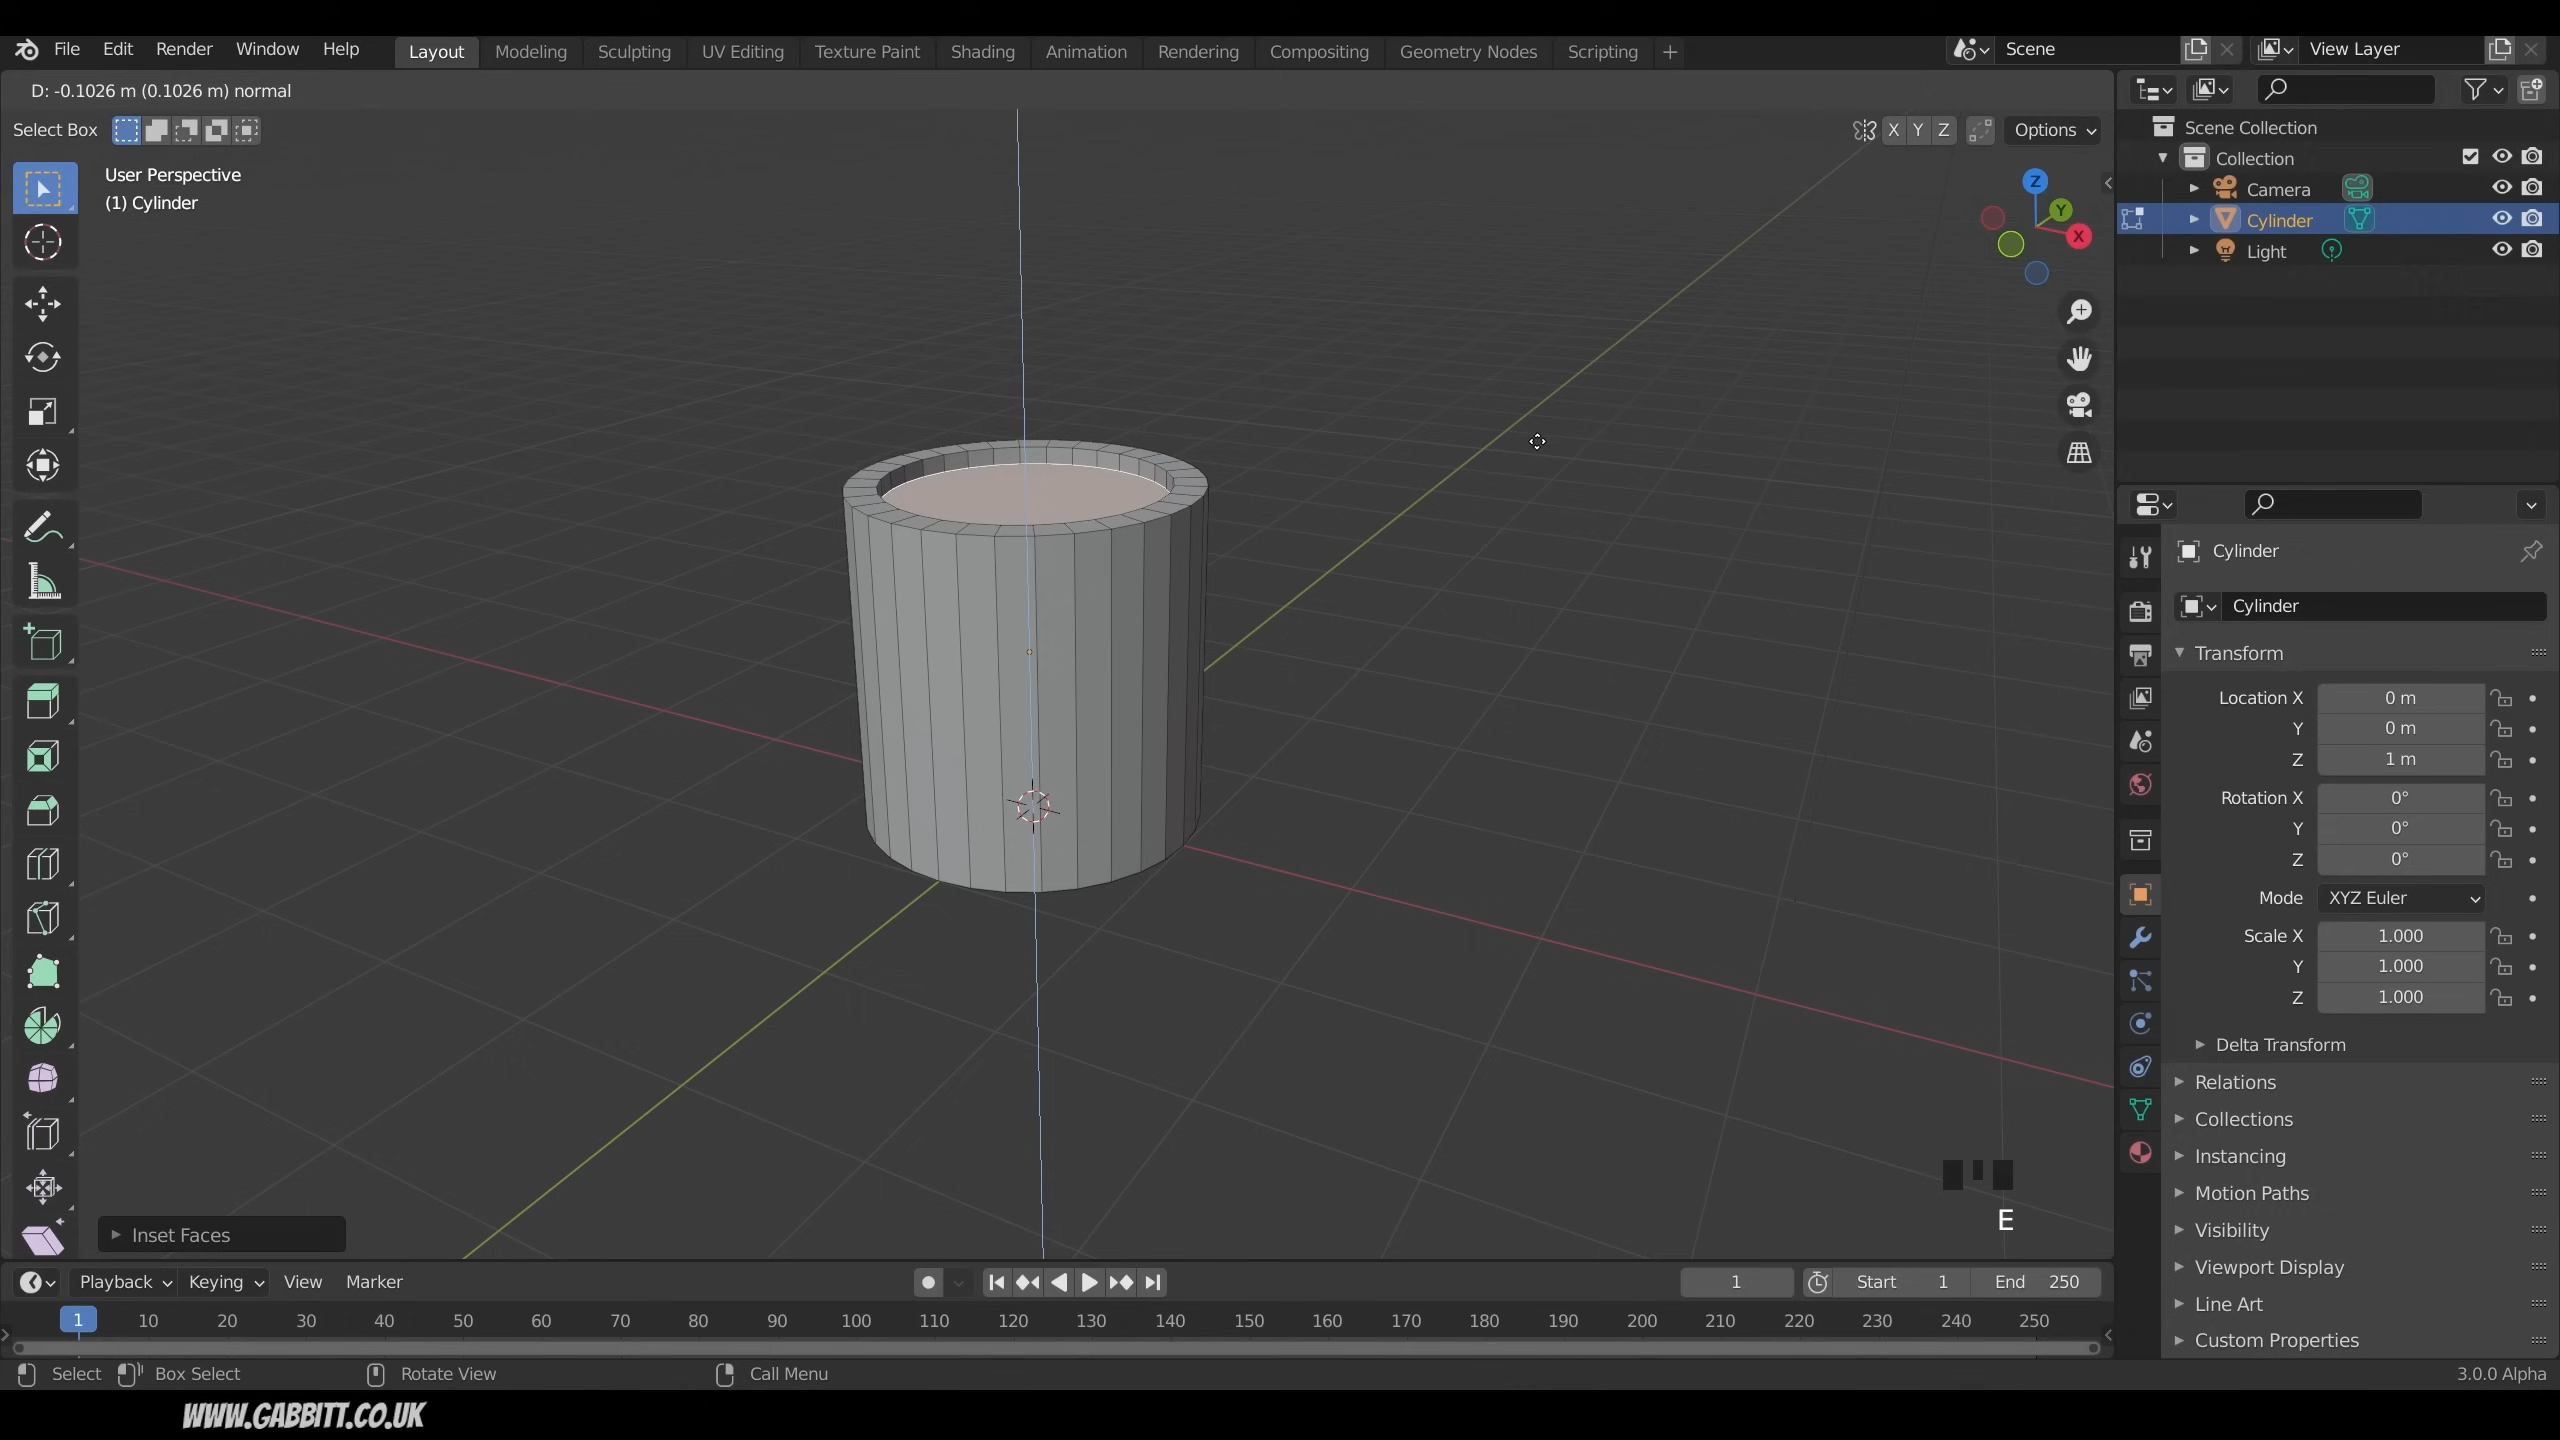 File Edit Render Window Help Layout Modeling Sculpting UV Editing Texture Paint Shading Animation Rendering Compositing Geometry Nodes Scripting + Scene View Layer
D: -0.1026 m (0.1026 m) normal
Select Box X Y Z Options
User Perspective
(1) Cylinder
Z
Y
X
Scene Collection
Collection
Camera
Cylinder
Light
Cylinder
Cylinder
Transform
Location X 0 m
Y 0 m
Z 1 m
Rotation X 0°
Y 0°
Z 0°
Mode XYZ Euler
Scale X 1.000
Y 1.000
Z 1.000
Delta Transform
Relations
Collections
Instancing
Motion Paths
Visibility
Viewport Display
Line Art
Custom Properties
E
Inset Faces
Playback Keying View Marker 1 Start 1 End 250
1 10 20 30 40 50 60 70 80 90 100 110 120 130 140 150 160 170 180 190 200 210 220 230 240 250
Select Box Select Rotate View Call Menu 3.0.0 Alpha
WWW.GABBITT.CO.UK